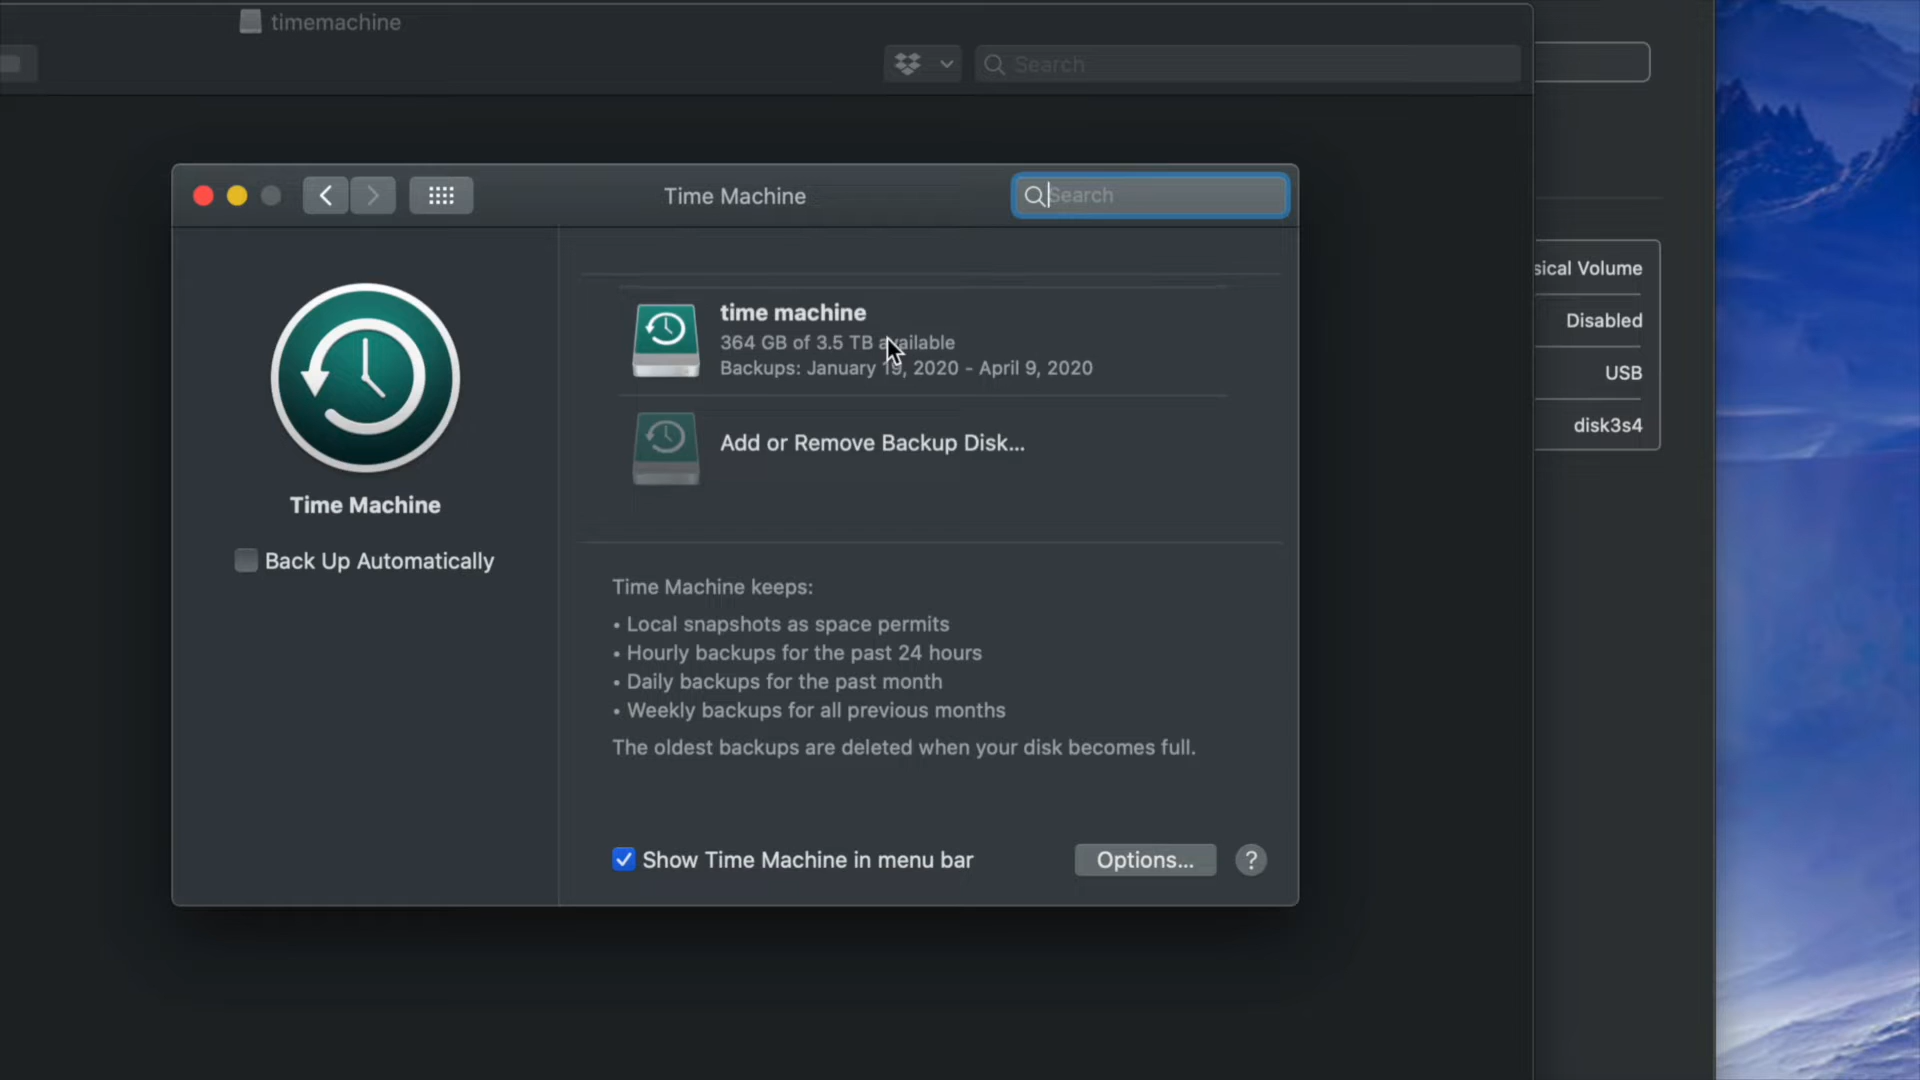 timemachine
Search
Time Machine
Search
time machine
364 GB of 3.5 TB available
Backups: January 19, 2020 - April 9, 2020
Add or Remove Backup Disk...
Time Machine
Back Up Automatically
Time Machine keeps:
• Local snapshots as space permits
• Hourly backups for the past 24 hours
• Daily backups for the past month
• Weekly backups for all previous months
The oldest backups are deleted when your disk becomes full.
Show Time Machine in menu bar
Options...
?
sical Volume
Disabled
USB
disk3s4